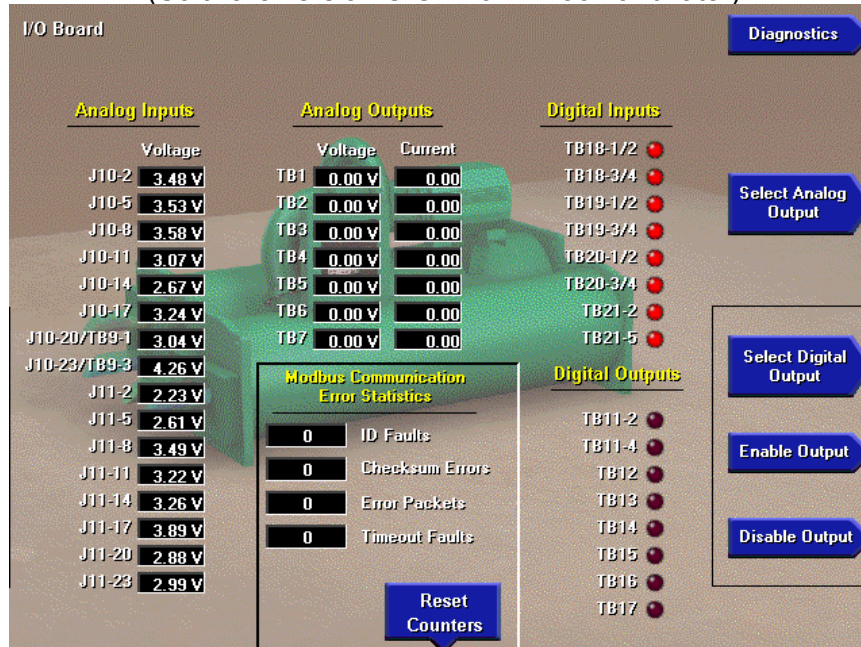 I/O Board
Diagnostics
Analog Inputs
Voltage
J10-2 3.48 V
J10-5 3.53 V
J10-8 3.58 V
J10-11 3.07 V
J10-14 2.67 V
J10-17 3.24 V
J10-20/TB9-1 3.04 V
J10-23/TB9-3 4.26 V
J11-2 2.23 V
J11-5 2.61 V
J11-8 3.49 V
J11-11 3.22 V
J11-14 3.26 V
J11-17 3.89 V
J11-20 2.88 V
J11-23 2.99 V
Analog Outputs
Voltage Current
TB1 0.00 V 0.00
TB2 0.00 V 0.00
TB3 0.00 V 0.00
TB4 0.00 V 0.00
TB5 0.00 V 0.00
TB6 0.00 V 0.00
TB7 0.00 V 0.00
Modbus Communication
Error Statistics
0 ID Faults
0 Checksum Errors
0 Error Packets
0 Timeout Faults
Reset
Counters
Digital Inputs
TB18-1/2
TB18-3/4
TB19-1/2
TB19-3/4
TB20-1/2
TB20-3/4
TB21-2
TB21-5
Digital Outputs
TB11-2
TB11-4
TB12
TB13
TB14
TB15
TB16
TB17
Select Analog
Output
Select Digital
Output
Enable Output
Disable Output